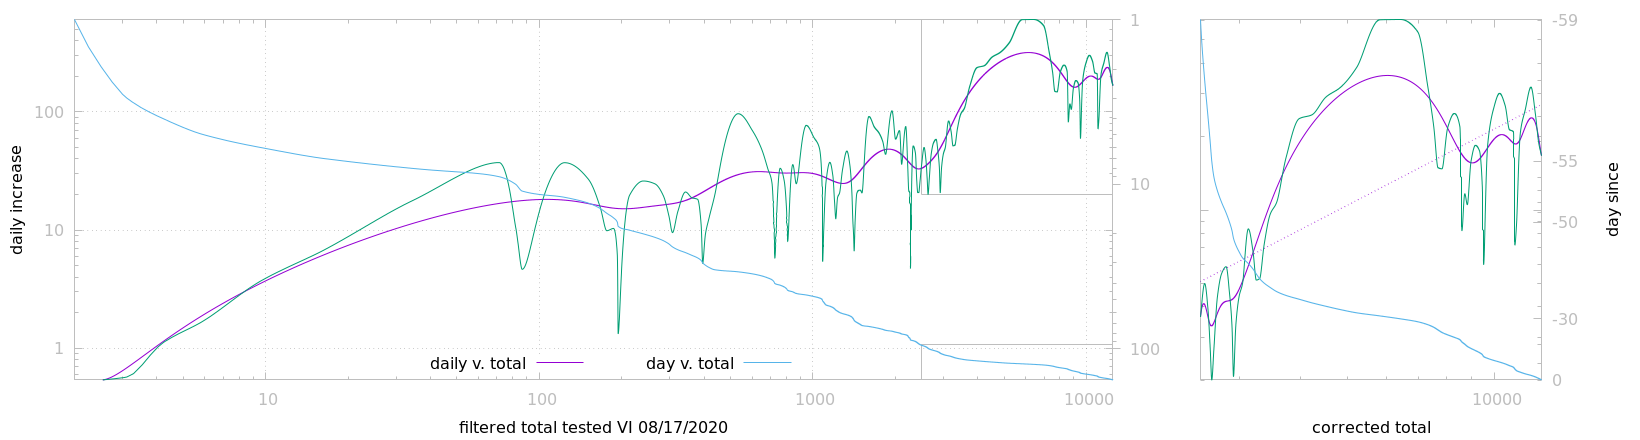 daily increase
100
10
1
daily v. total
day v. total
10
100
1000
10000
filtered total tested VI 08/17/2020
1
10
100
-59
-55
-50
-30
0
day since
10000
corrected total